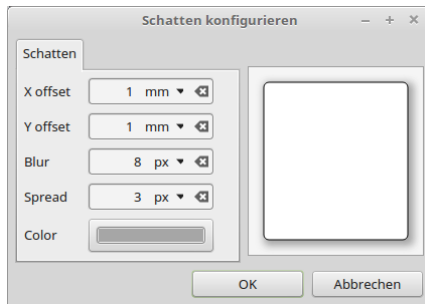 Schatten konfigurieren
Schatten
X offset 1 mm
Y offset 1 mm
Blur 8 px
Spread 3 px
Color
OK Abbrechen